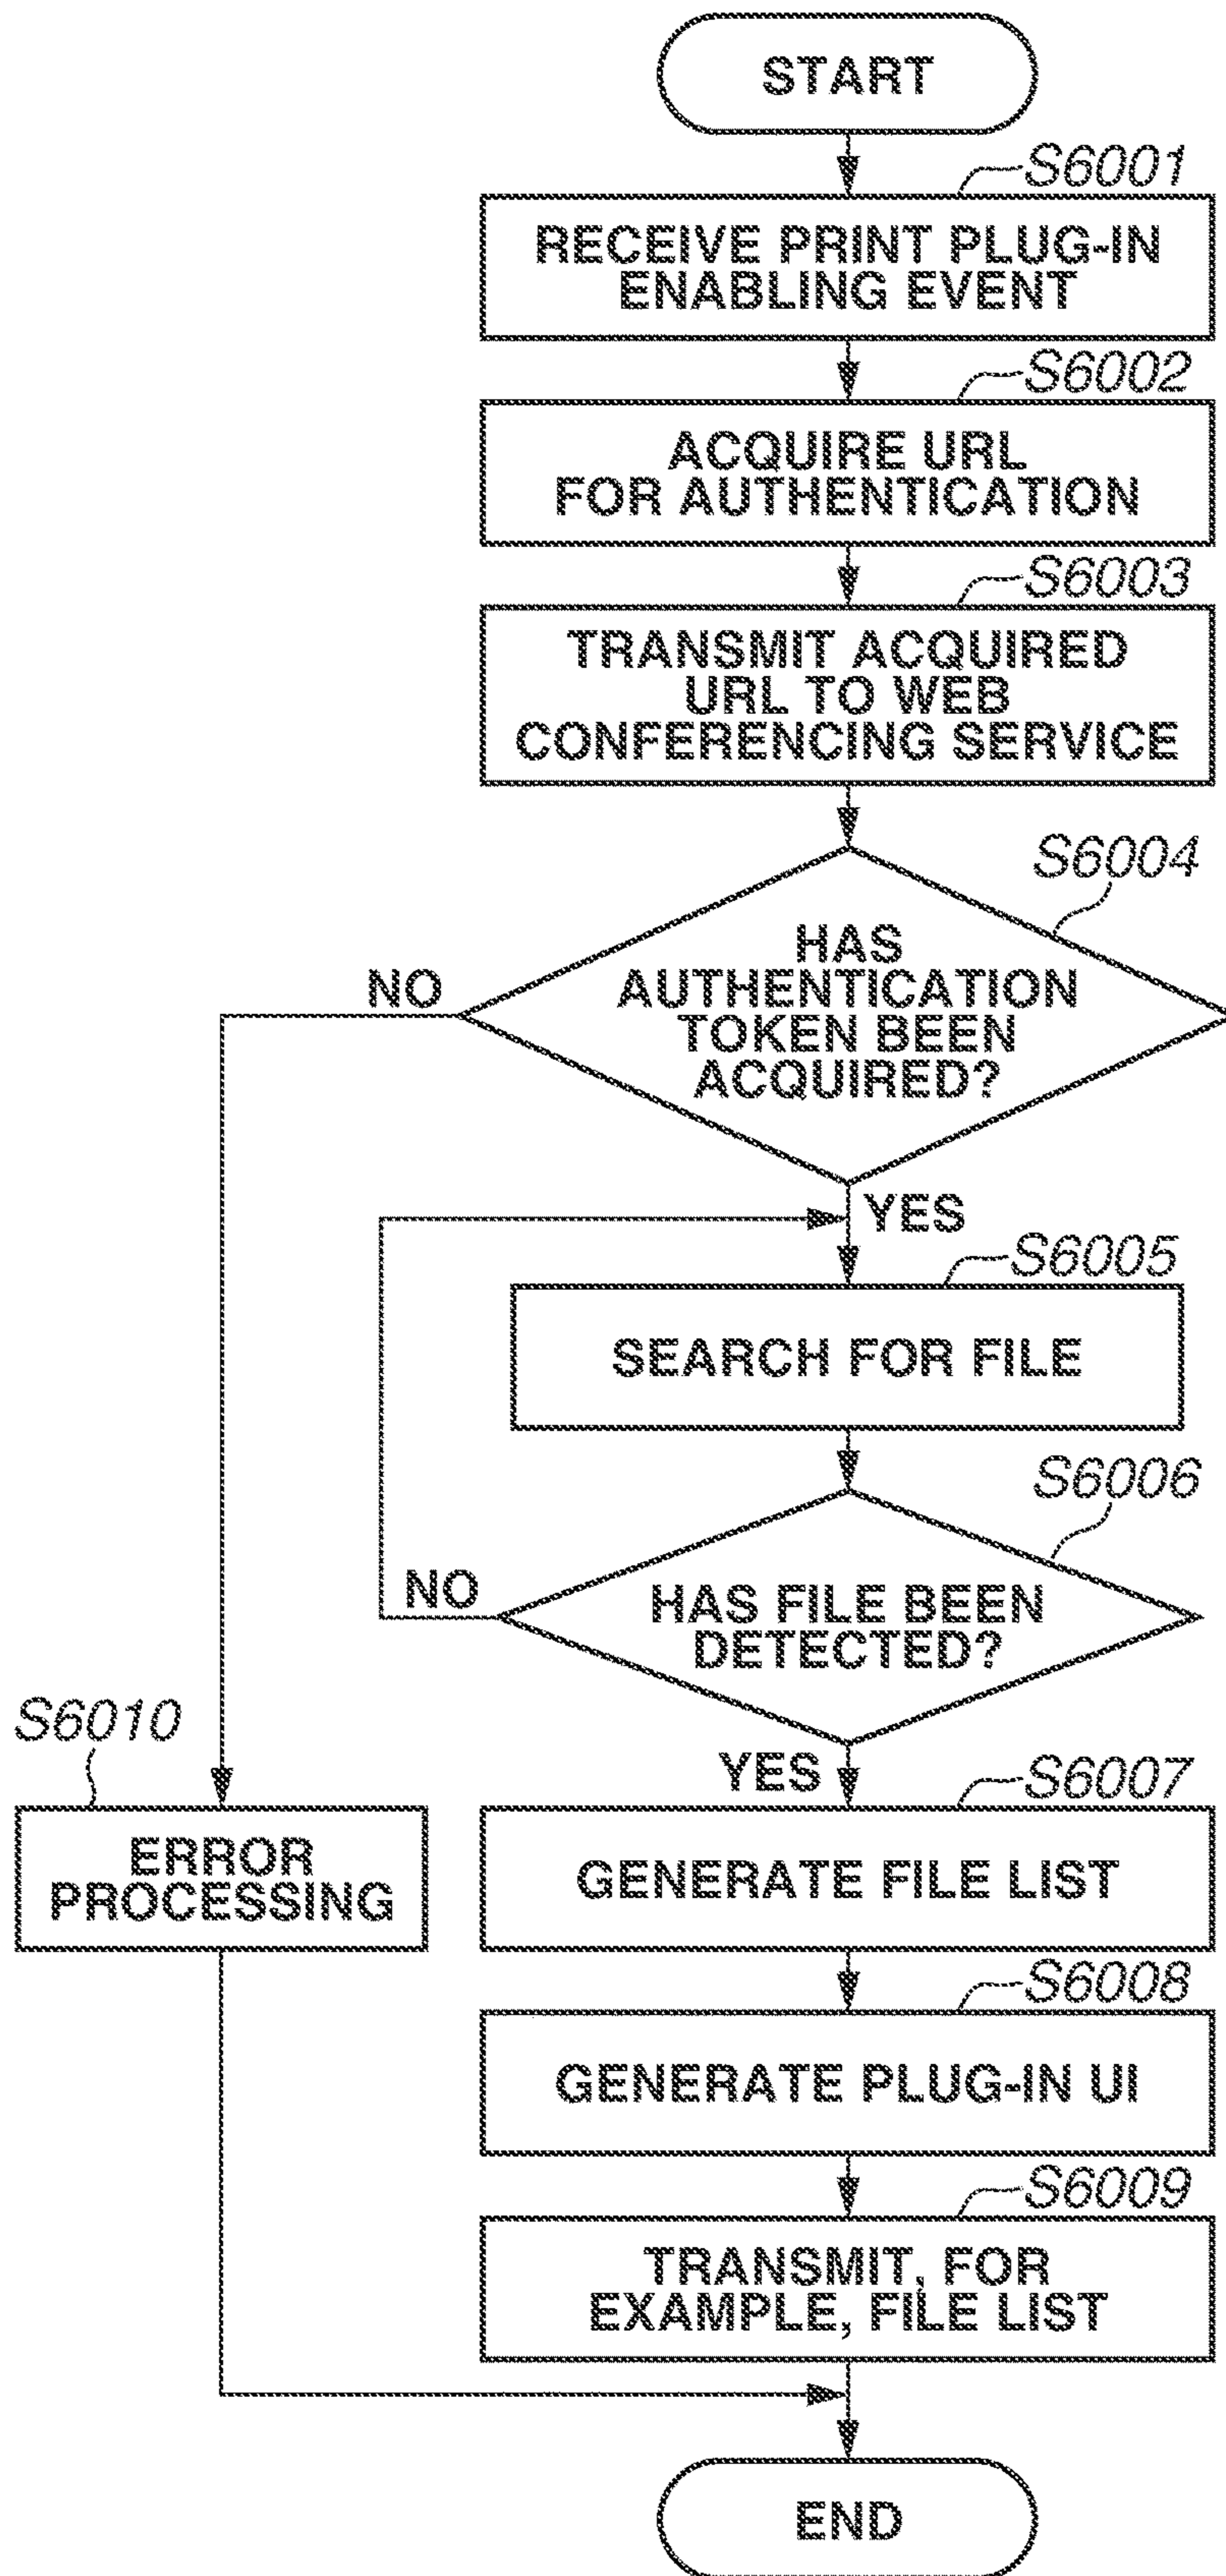 START
S6001
RECEIVE PRINT PLUG-IN
ENABLING EVENT
S6002
ACQUIRE URL
FOR AUTHENTICATION
S6003
TRANSMIT ACQUIRED
URL TO WEB
CONFERENCING SERVICE
S6004
HAS
AUTHENTICATION
TOKEN BEEN
ACQUIRED?
NO
YES
S6005
SEARCH FOR FILE
S6006
HAS FILE BEEN
DETECTED?
NO
YES
S6010
ERROR
PROCESSING
S6007
GENERATE FILE LIST
S6008
GENERATE PLUG-IN UI
S6009
TRANSMIT, FOR
EXAMPLE, FILE LIST
END